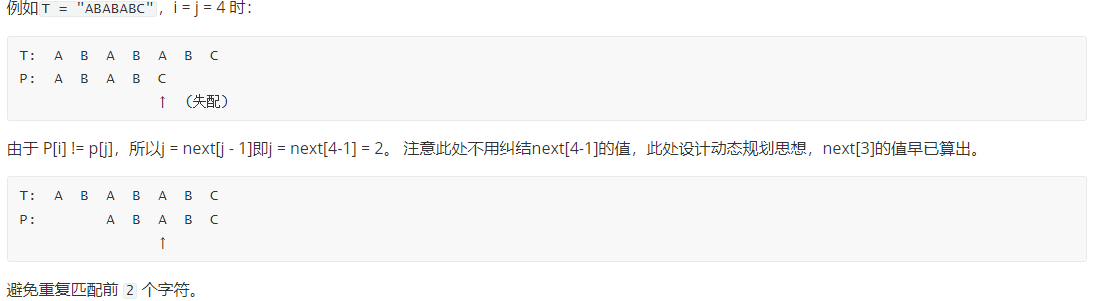 例如T = "ABABABC"，i = j = 4 时：
T: A B A B A B C
P: A B A B C
↑ （失配）
由于 P[i] != p[j]，所以j = next[j - 1]即j = next[4-1] = 2。 注意此处不用纠结next[4-1]的值，此处设计动态规划思想，next[3]的值早已算出。
T: A B A B A B C
P: A B A B C
↑
避免重复匹配前 2 个字符。